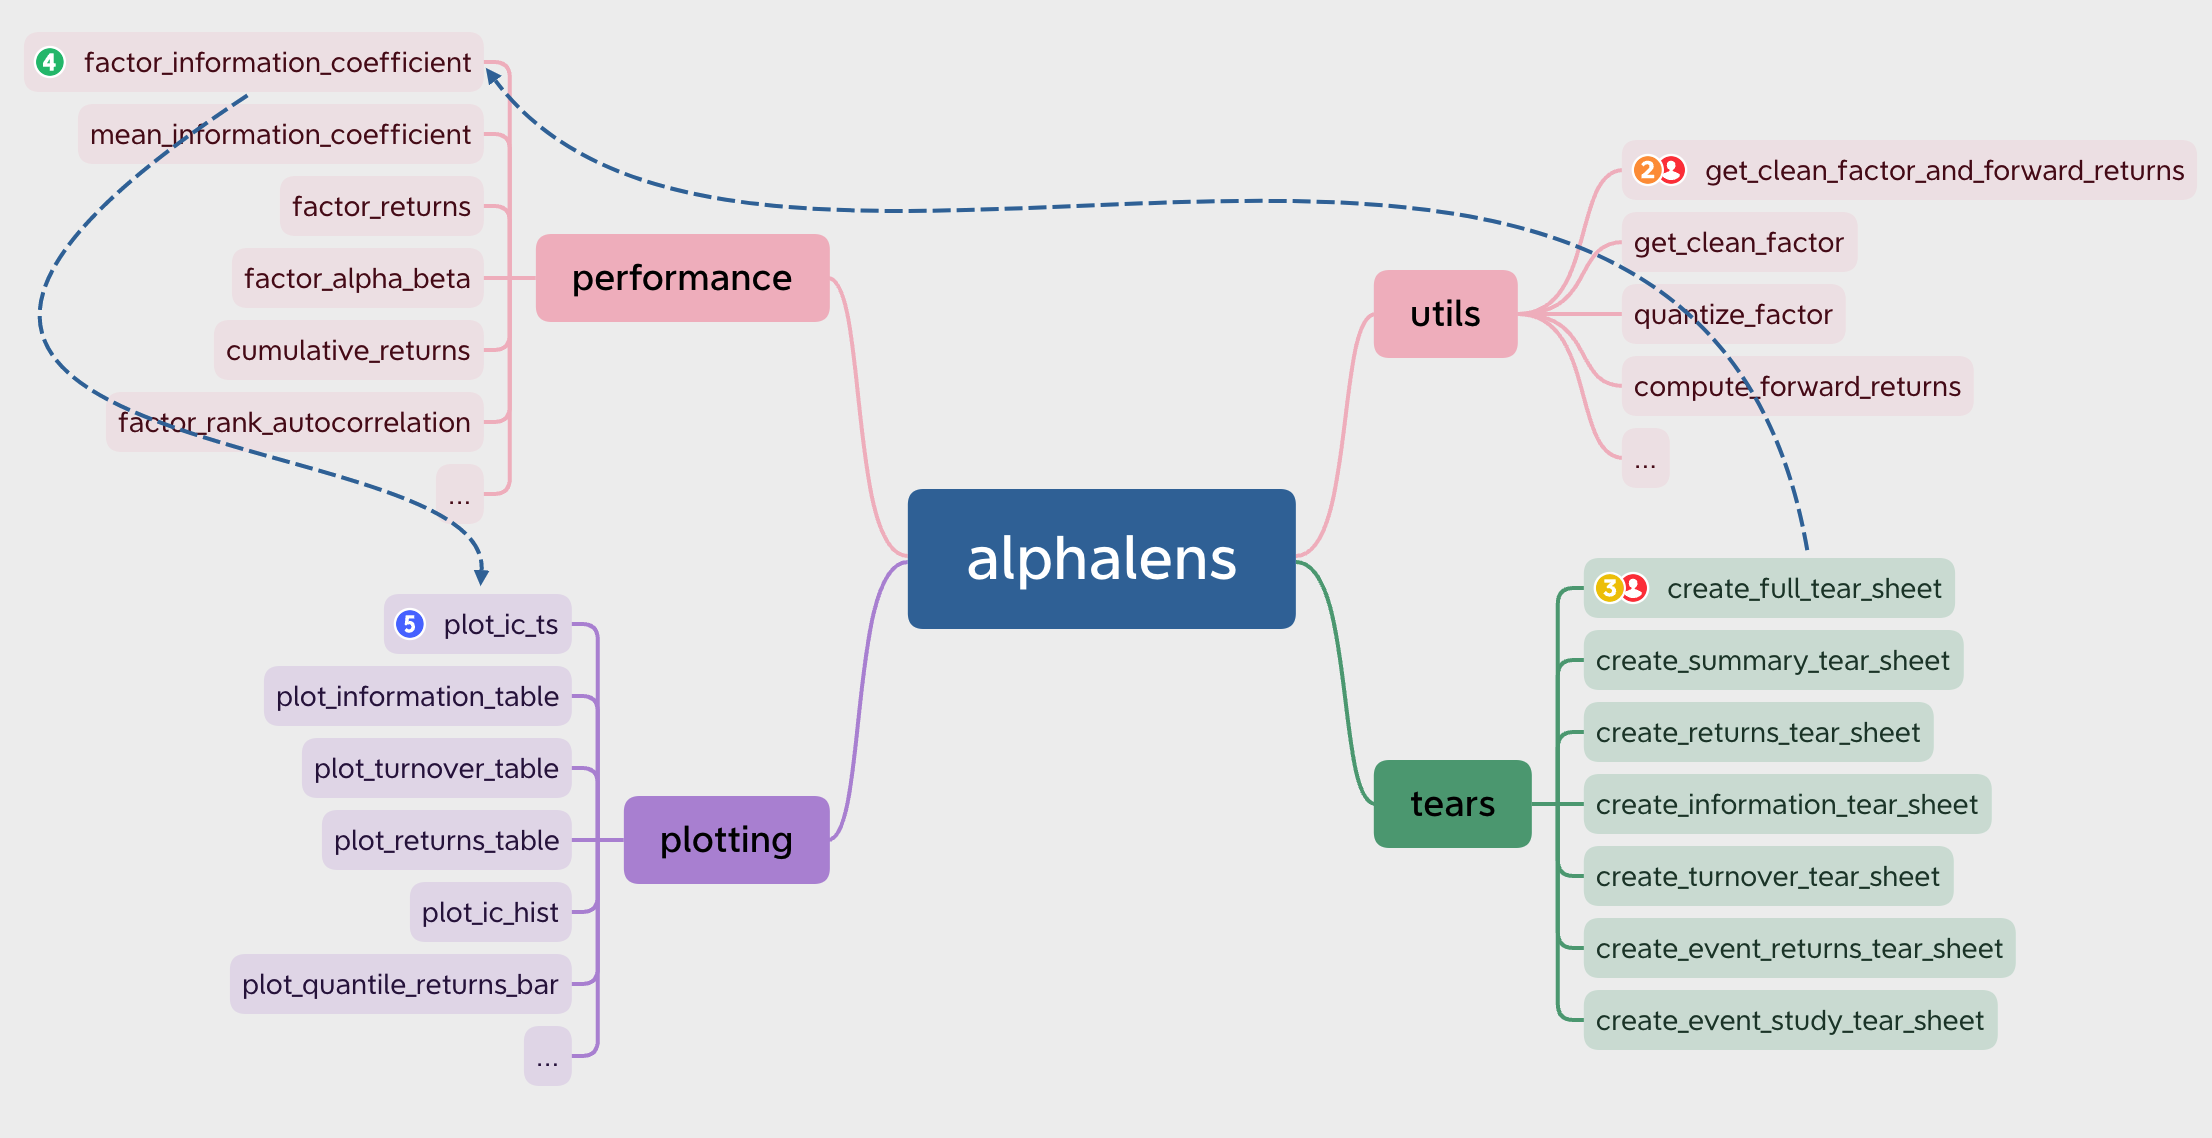 4 factor_information_coefficient
mean_information_coefficient
factor_returns
factor_alpha_beta
cumulative_returns
factor_rank_autocorrelation
...
performance
5 plot_ic_ts
plot_information_table
plot_turnover_table
plot_returns_table
plot_ic_hist
plot_quantile_returns_bar
...
plotting
alphalens
utils
2 get_clean_factor_and_forward_returns
get_clean_factor
quantize_factor
compute_forward_returns
...
tears
3 create_full_tear_sheet
create_summary_tear_sheet
create_returns_tear_sheet
create_information_tear_sheet
create_turnover_tear_sheet
create_event_returns_tear_sheet
create_event_study_tear_sheet